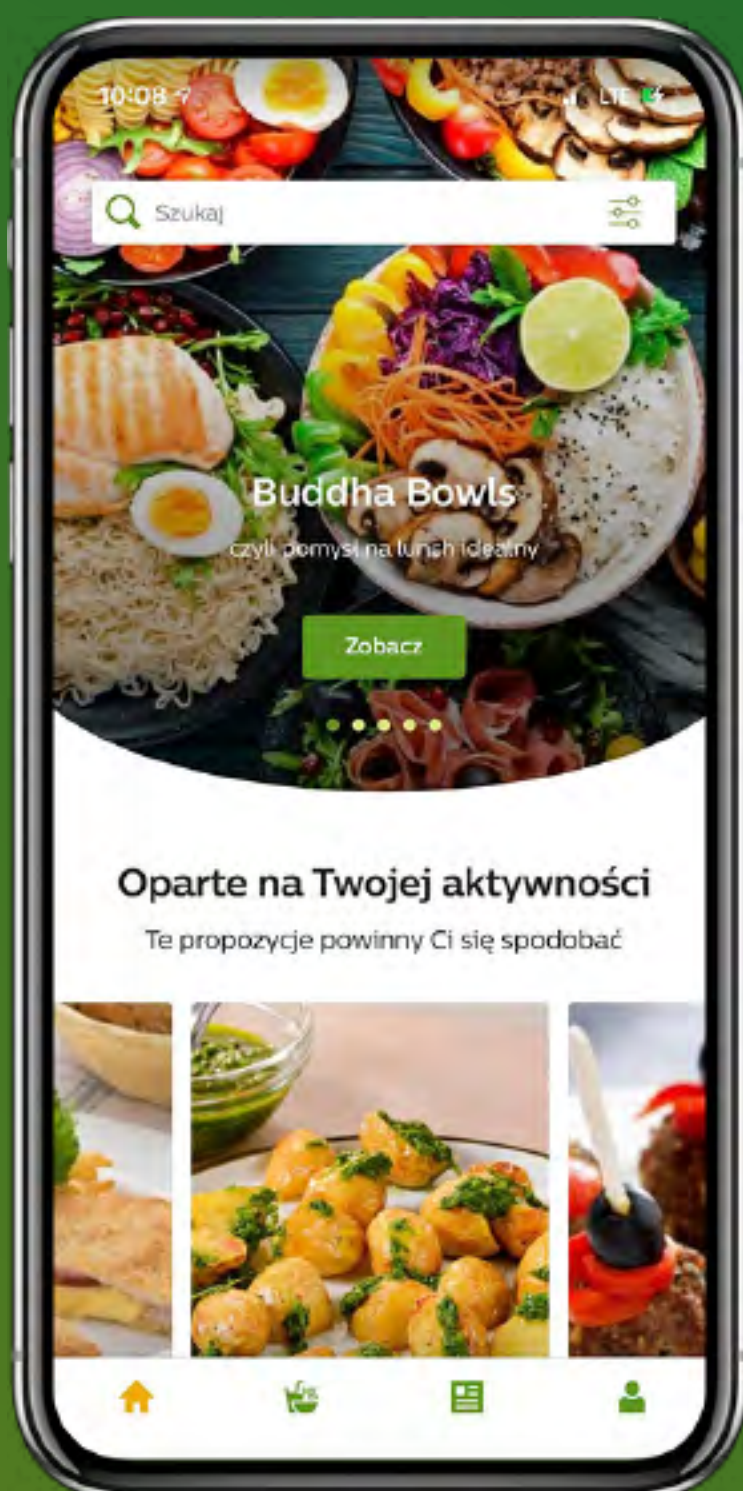 10:08
LTE
Szukaj
Buddha Bowls
czyli pomysł na lunch idealny
Zobacz
Oparte na Twojej aktywności
Te propozycje powinny Ci się spodobać